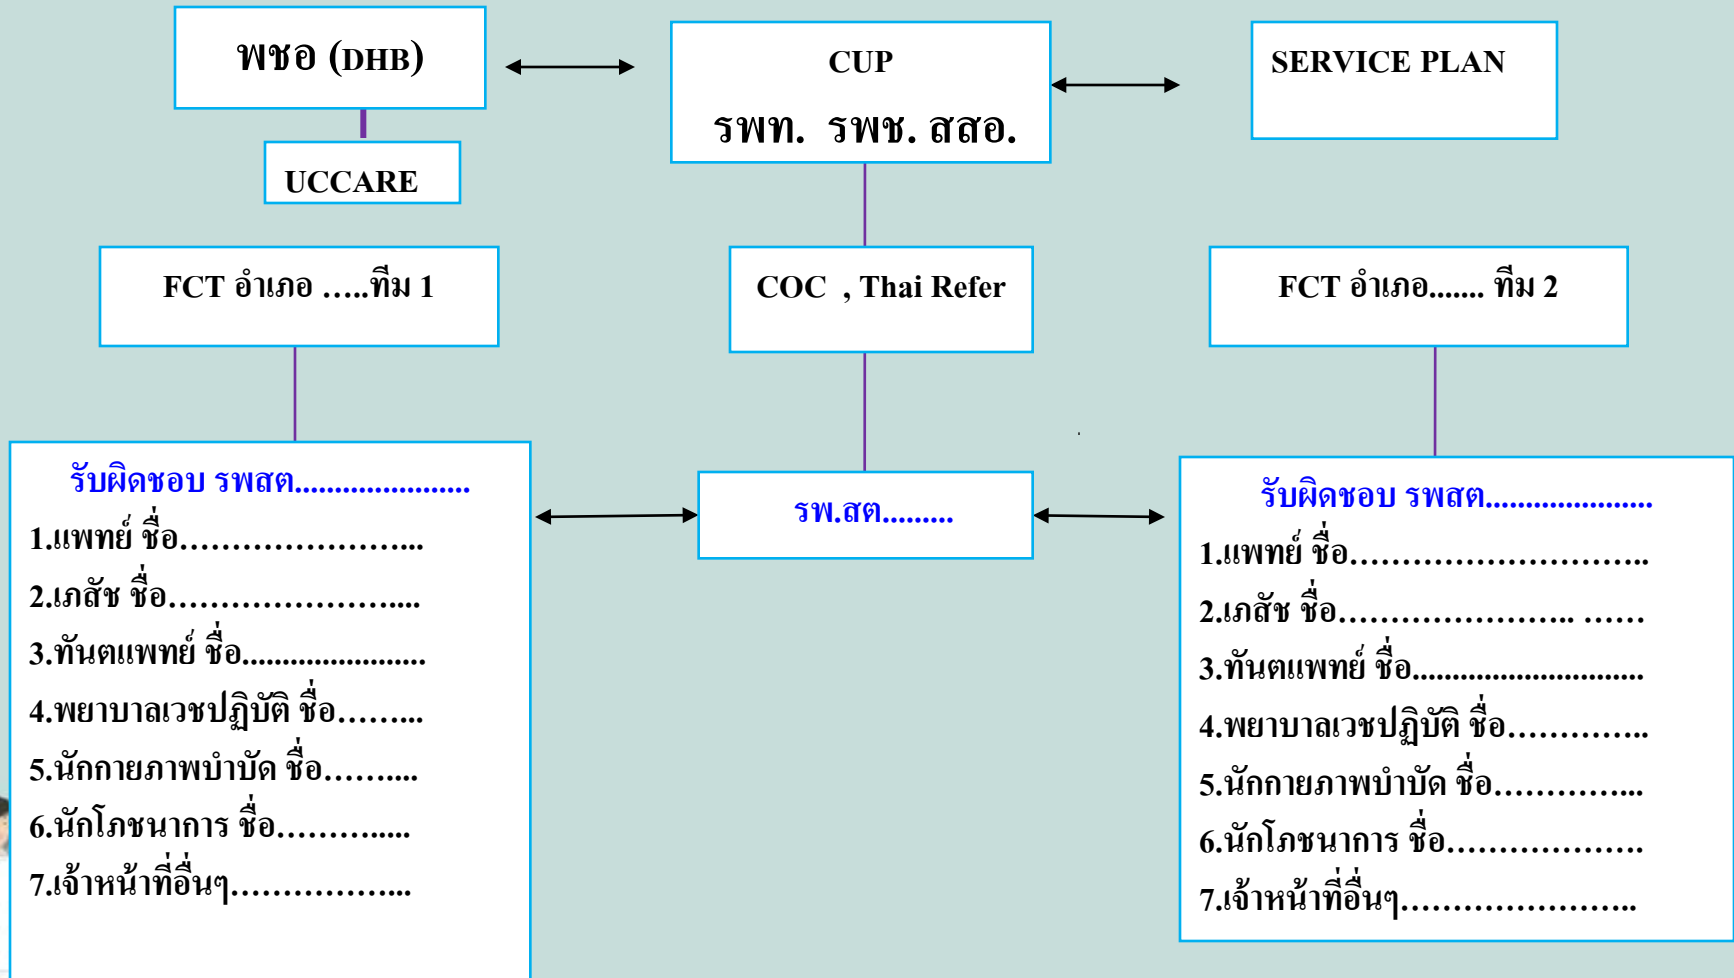 พชอ (DHB)
CUP
รพท. รพช. สสอ.
SERVICE PLAN
UCCARE
FCT อำเภอ …..ทีม 1
COC , Thai Refer
FCT อำเภอ....... ทีม 2
รับผิดชอบ รพสต......................
1.แพทย์ ชื่อ…………………...
2.เภสัช ชื่อ…………………....
3.ทันตแพทย์ ชื่อ.......................
4.พยาบาลเวชปฏิบัติ ชื่อ……...
5.นักกายภาพบำบัด ชื่อ……....
6.นักโภชนาการ ชื่อ……….....
7.เจ้าหน้าที่อื่นๆ……………...
รพ.สต.........
รับผิดชอบ รพสต.....................
1.แพทย์ ชื่อ………………………..
2.เภสัช ชื่อ………………….. ……
3.ทันตแพทย์ ชื่อ.............................
4.พยาบาลเวชปฏิบัติ ชื่อ…………..
5.นักกายภาพบำบัด ชื่อ…………...
6.นักโภชนาการ ชื่อ……………….
7.เจ้าหน้าที่อื่นๆ…………………..